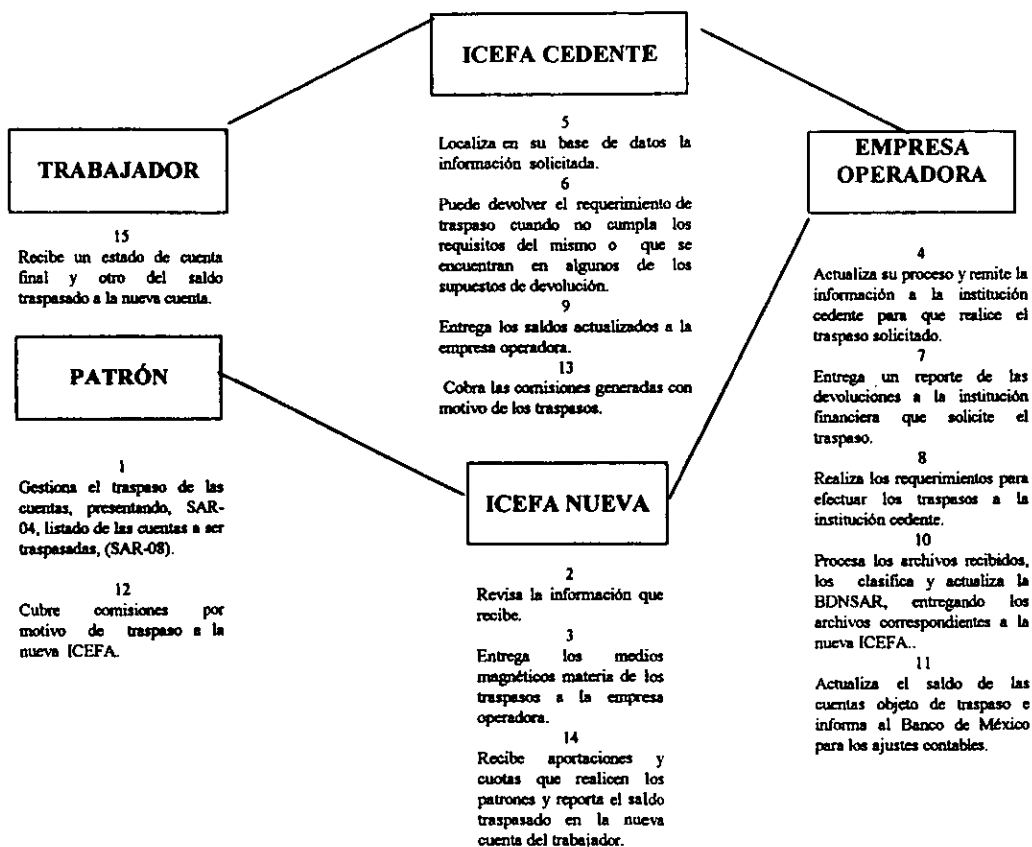 ICEFA CEDENTE
5
Localiza en su base de datos la
información solicitada.
6
Puede devolver el requerimiento de
traspaso cuando no cumpla los
requisitos del mismo o que se
encuentran en algunos de los
supuestos de devolución.
9
Entrega los saldos actualizados a la
empresa operadora.
13
Cobra las comisiones generadas con
motivo de los traspasos.
TRABAJADOR
15
Recibe un estado de cuenta
final y otro del saldo
traspasado a la nueva cuenta.
PATRÓN
1
Gestiona el traspaso de las
cuentas, presentando, SAR-
04, listado de las cuentas a ser
traspasadas, (SAR-08).
12
Cubre comisiones por
motivo de traspaso a la
nueva ICEFA.
ICEFA NUEVA
2
Revisa la información que
recibe.
3
Entrega los medios
magnéticos materia de los
traspasos a la empresa
operadora.
14
Recibe aportaciones y
cuotas que realicen los
patrones y reporta el saldo
traspasado en la nueva
cuenta del trabajador.
EMPRESA
OPERADORA
4
Actualiza su proceso y remite la
información a la institución
cedente para que realice el
traspaso solicitado.
7
Entrega un reporte de las
devoluciones a la institución
financiera que solicite el
traspaso.
8
Realiza los requerimientos para
efectuar los traspasos a la
institución cedente.
10
Procesa los archivos recibidos,
los clasifica y actualiza la
BDNSAR, entregando los
archivos correspondientes a la
nueva ICEFA..
11
Actualiza el saldo de las
cuentas objeto de traspaso e
informa al Banco de México
para los ajustes contables.